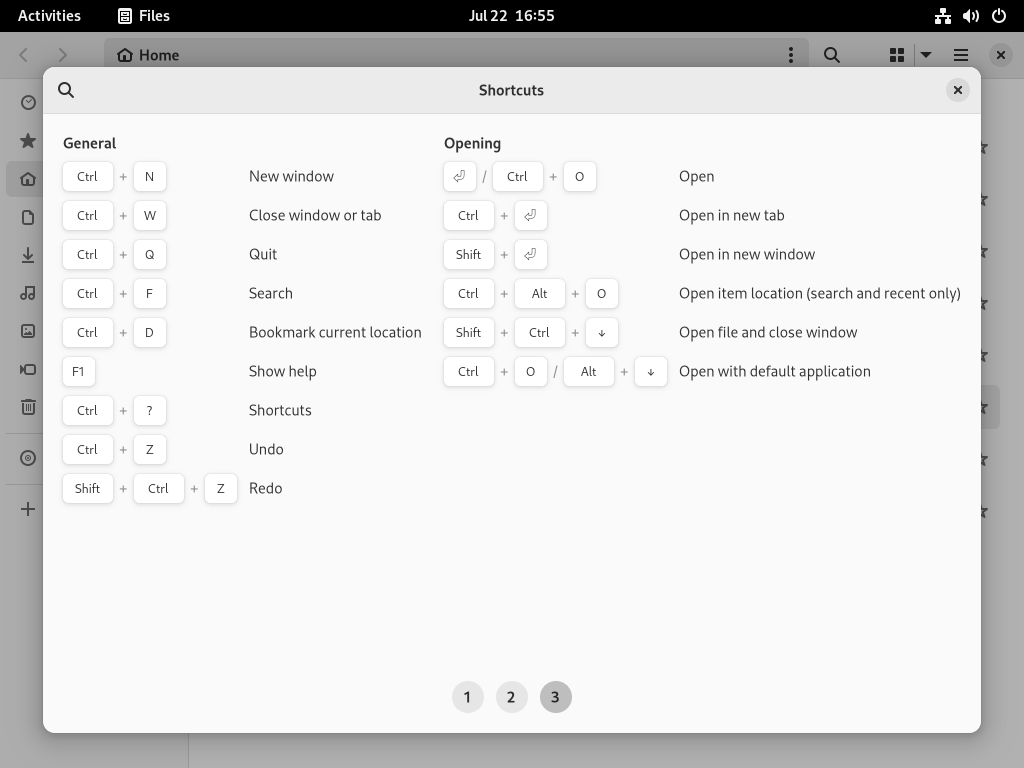 Activities Files Jul 22 16:55
Home
Shortcuts
General
Ctrl + N New window
Ctrl + W Close window or tab
Ctrl + Q Quit
Ctrl + F Search
Ctrl + D Bookmark current location
F1 Show help
Ctrl + ? Shortcuts
Ctrl + Z Undo
Shift + Ctrl + Z Redo
Opening
⏎ / Ctrl + O Open
Ctrl + ⏎ Open in new tab
Shift + ⏎ Open in new window
Ctrl + Alt + O Open item location (search and recent only)
Shift + Ctrl + ↓ Open file and close window
Ctrl + O / Alt + ↓ Open with default application
1 2 3